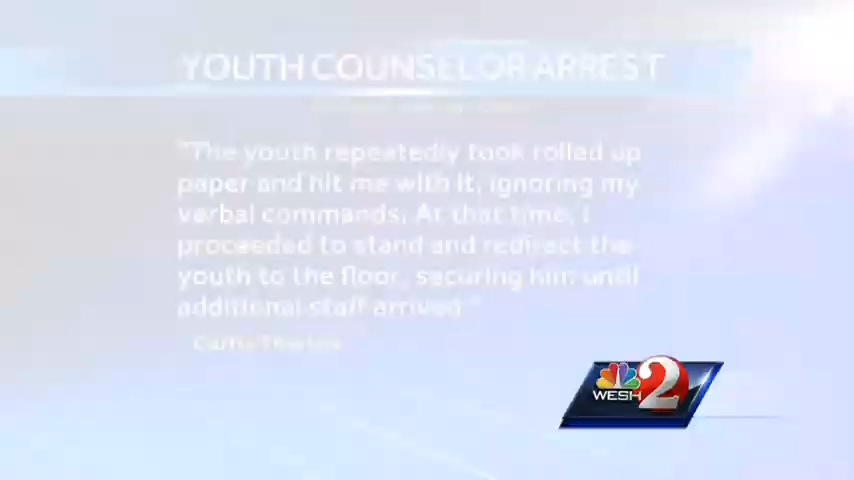 YOUTH COUNSELOR ARREST
"The youth repeatedly took rolled up
paper and hit me with it, ignoring my
verbal commands. At that time, I
proceeded to stand and redirect the
youth to the floor, securing him until
additional staff arrived."
WESH 2